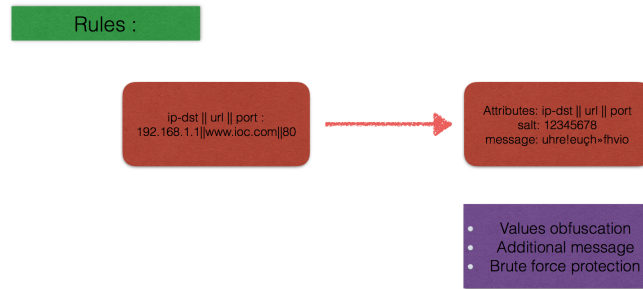 Rules :
ip-dst || url || port :
192.168.1.1||www.ioc.com||80
Attributes: ip-dst || url || port
salt: 12345678
message: uhre!euçh»fhvio
• Values obfuscation
• Additional message
• Brute force protection